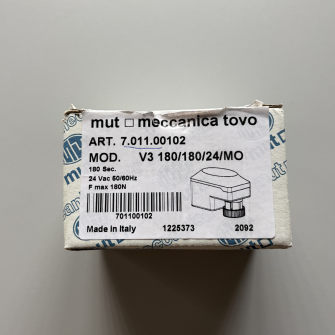 mut meccanica tovo
ART. 7.011.00102
MOD. V3 180/180/24/MO
180 Sec.
24 Vac 50/60Hz
F max 180N
701100102
Made in Italy 1225373 2092